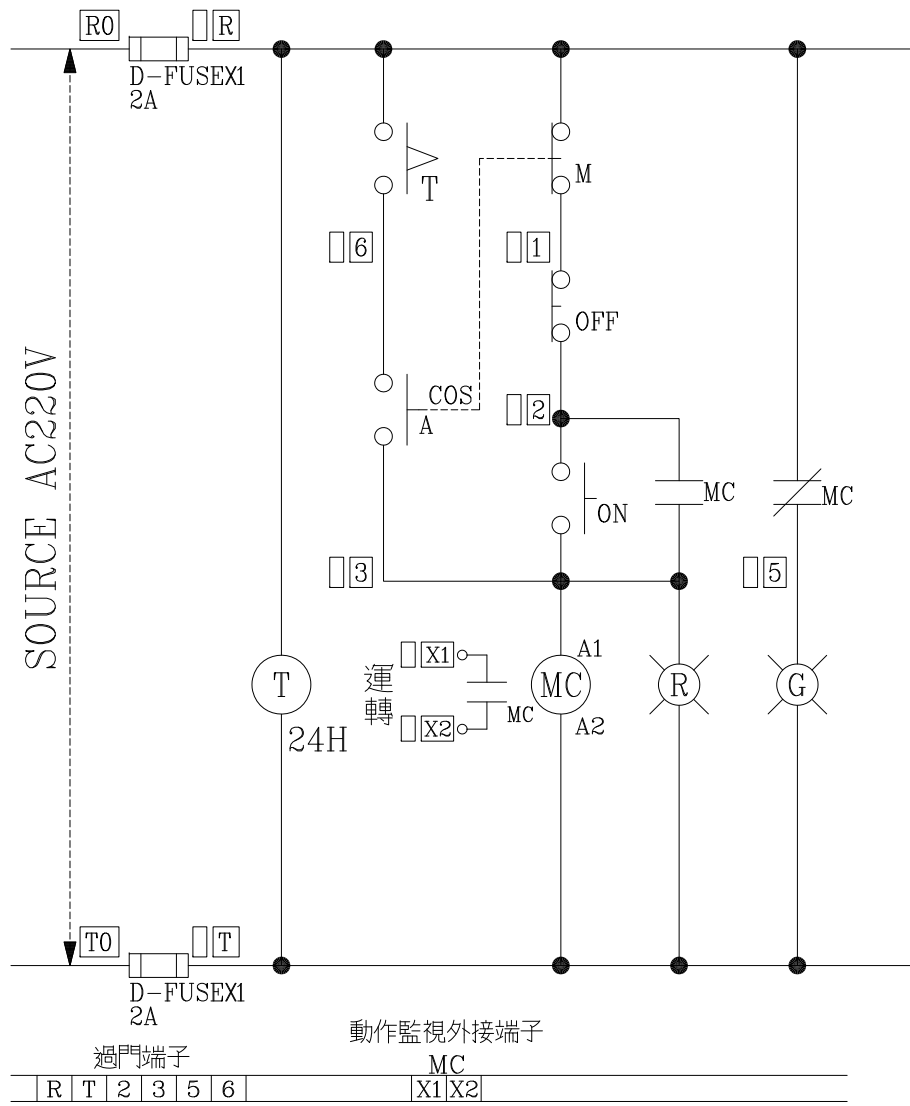 R0 R
D-FUSEX1
2A
T
M
6
1
OFF
COS
A
2
SOURCE AC220V
MC
MC
ON
3
5
X1
A1
運轉
T
MC
R
G
MC
X2
A2
24H
T0 T
D-FUSEX1
2A
動作監視外接端子
過門端子
MC
R T 2 3 5 6 X1 X2